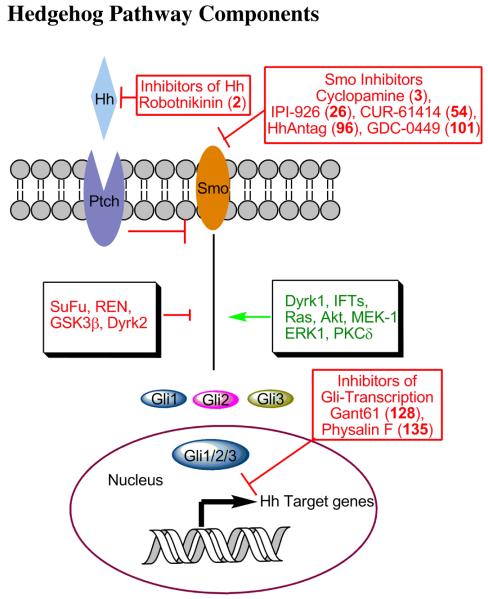 Hedgehog Pathway Components
Hh
Inhibitors of Hh
Robotnikinin (2)
Smo Inhibitors
Cyclopamine (3),
IPI-926 (26), CUR-61414 (54),
HhAntag (96), GDC-0449 (101)
Ptch
Smo
SuFu, REN,
GSK3β, Dyrk2
Dyrk1, IFTs,
Ras, Akt, MEK-1
ERK1, PKCδ
Gli1
Gli2
Gli3
Inhibitors of
Gli-Transcription
Gant61 (128),
Physalin F (135)
Gli1/2/3
Nucleus
Hh Target genes